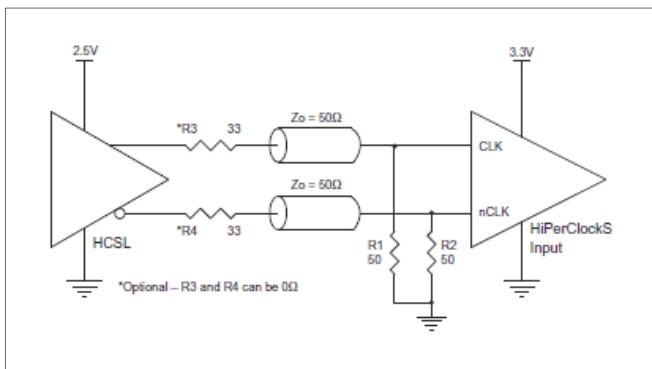 2.5V
3.3V
*R3 33
Zo = 50Ω
CLK
Zo = 50Ω
*R4 33
nCLK
HCSL
HiPerClockS
Input
R1
50
R2
50
*Optional – R3 and R4 can be 0Ω